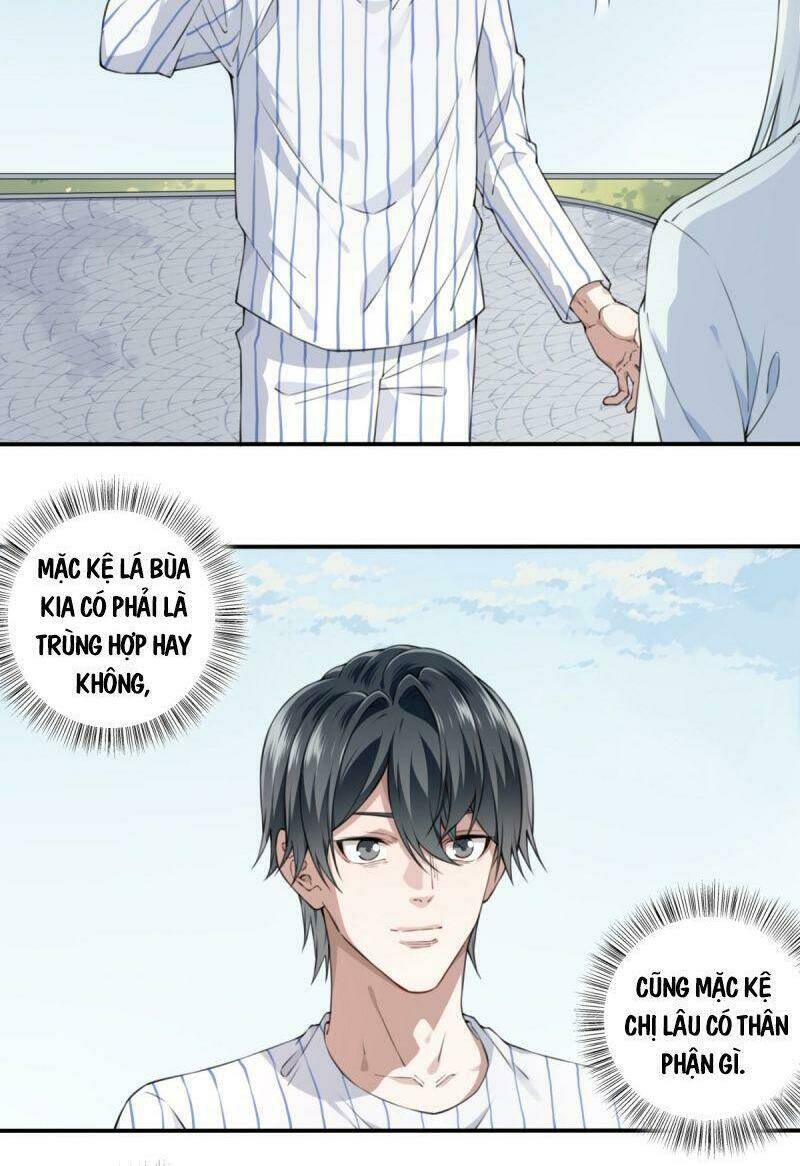 MẶC KỆ LÁ BÙA
KIA CÓ PHẢI LÀ
TRÙNG HỢP HAY
KHÔNG,
CŨNG MẶC KỆ
CHỊ LÂU CÓ THÂN
PHẬN GÌ.